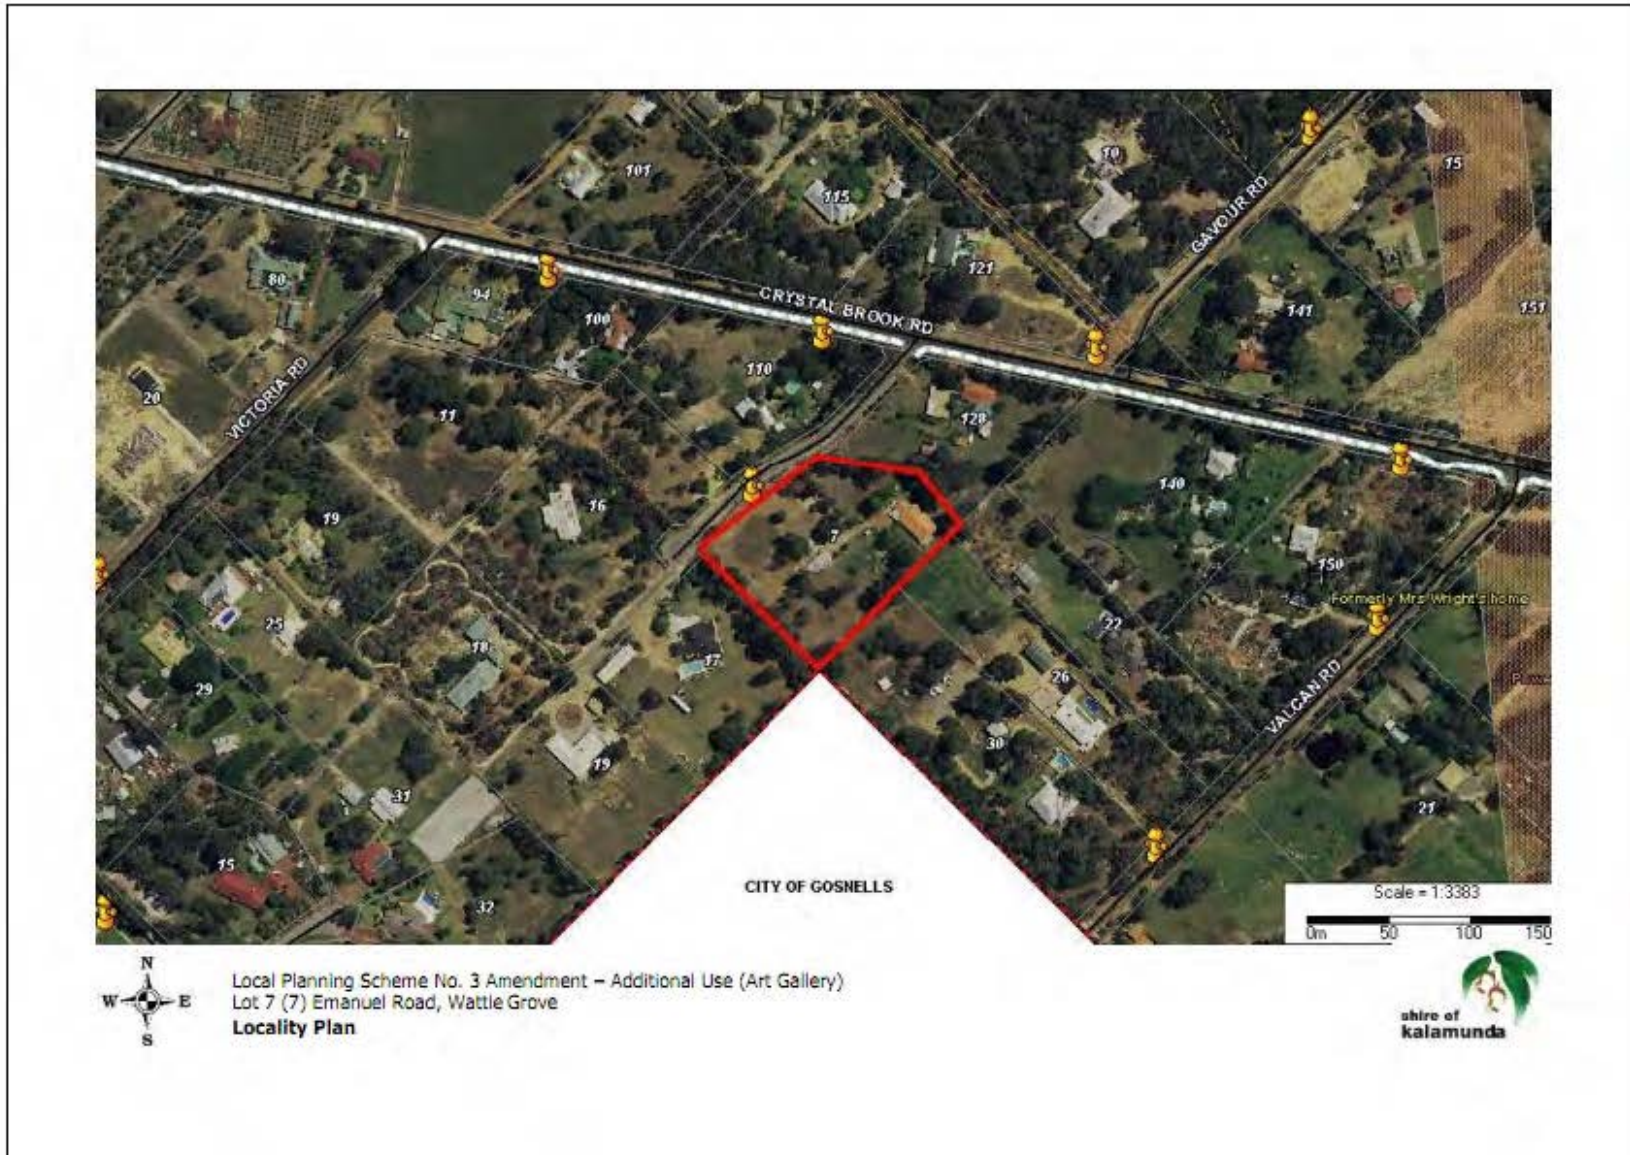 101
115
10
15
GAVOUR RD
80
94
121
CRYSTAL BROOK RD
141
151
100
110
20
VICTORIA RD
11
128
140
19
16
7
150
Formerly Mrs Wright's home
25
22
18
17
26
29
VALCAN RD
30
19
31
21
15
32
CITY OF GOSNELLS
Scale = 1:3383
0m 50 100 150
N
W E
S
Local Planning Scheme No. 3 Amendment – Additional Use (Art Gallery)
Lot 7 (7) Emanuel Road, Wattle Grove
Locality Plan
shire of
kalamunda